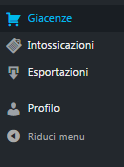 Giacenze
Intossicazioni
Esportazioni
Profilo
Riduci menu